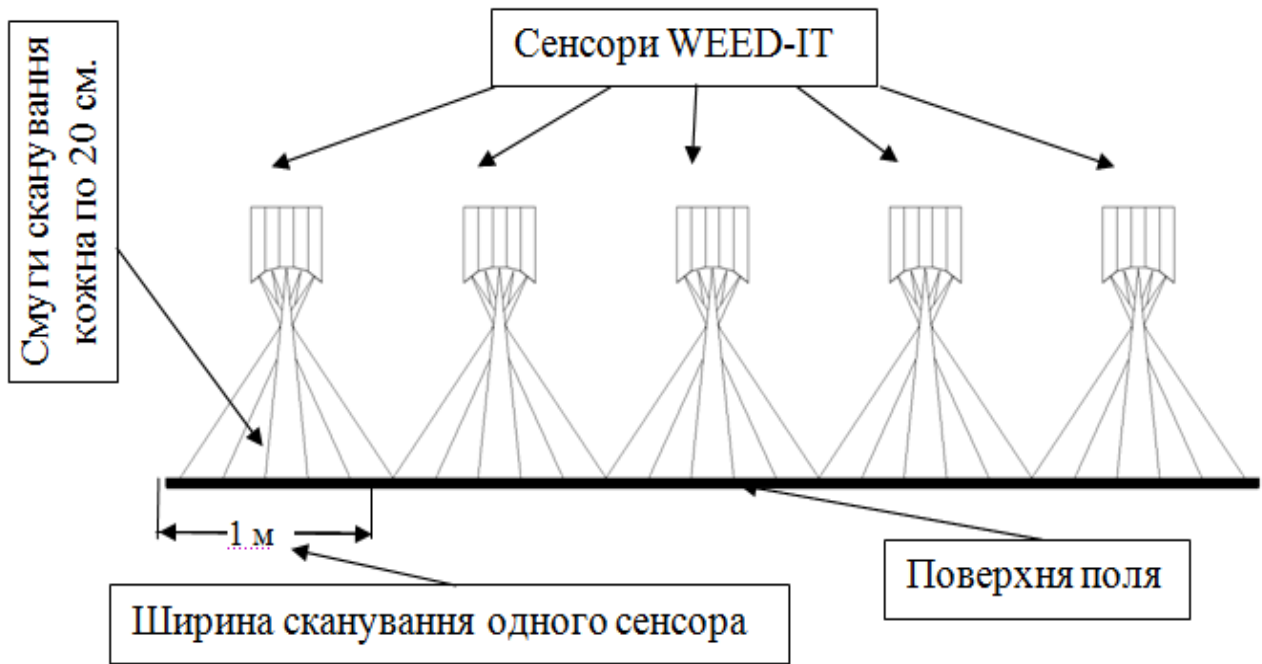 Сенсори WEED-IT
Смуги сканування
кожна по 20 см.
1 м
Поверхня поля
Ширина сканування одного сенсора